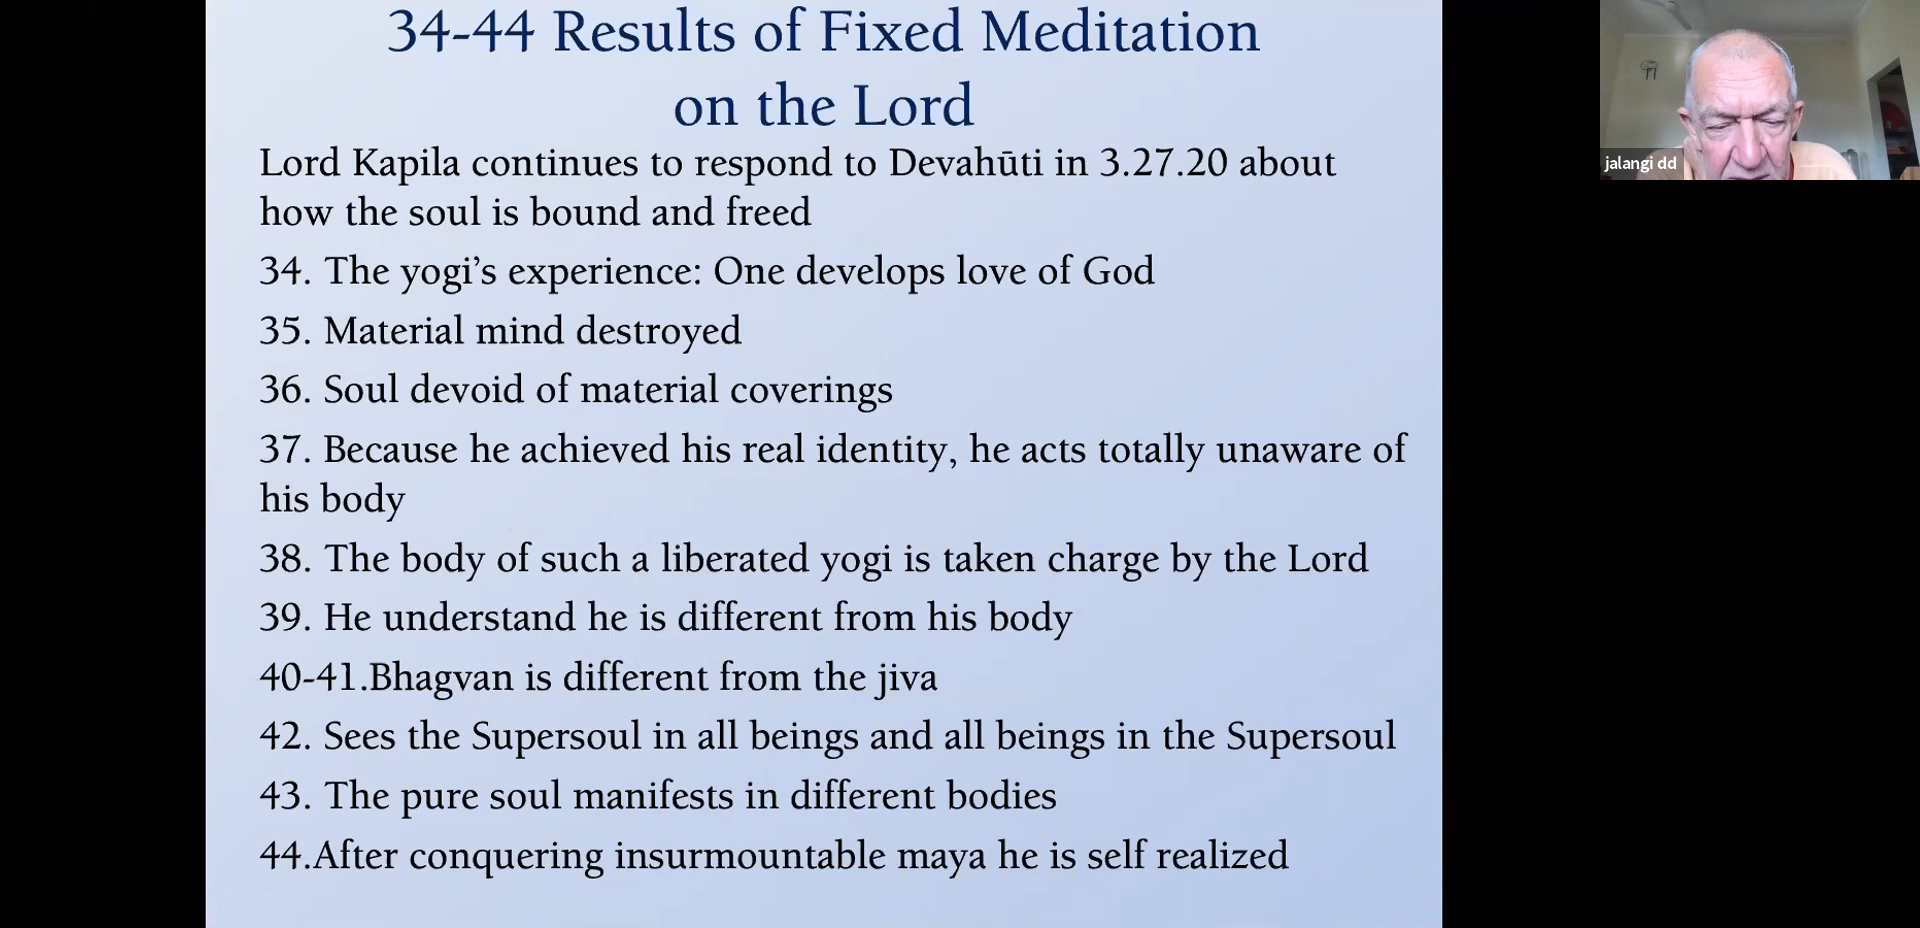 34-44 Results of Fixed Meditation
on the Lord
Lord Kapila continues to respond to Devahūti in 3.27.20 about
how the soul is bound and freed
34. The yogi’s experience: One develops love of God
35. Material mind destroyed
36. Soul devoid of material coverings
37. Because he achieved his real identity, he acts totally unaware of
his body
38. The body of such a liberated yogi is taken charge by the Lord
39. He understand he is different from his body
40-41.Bhagvan is different from the jiva
42. Sees the Supersoul in all beings and all beings in the Supersoul
43. The pure soul manifests in different bodies
44.After conquering insurmountable maya he is self realized
jalangi dd